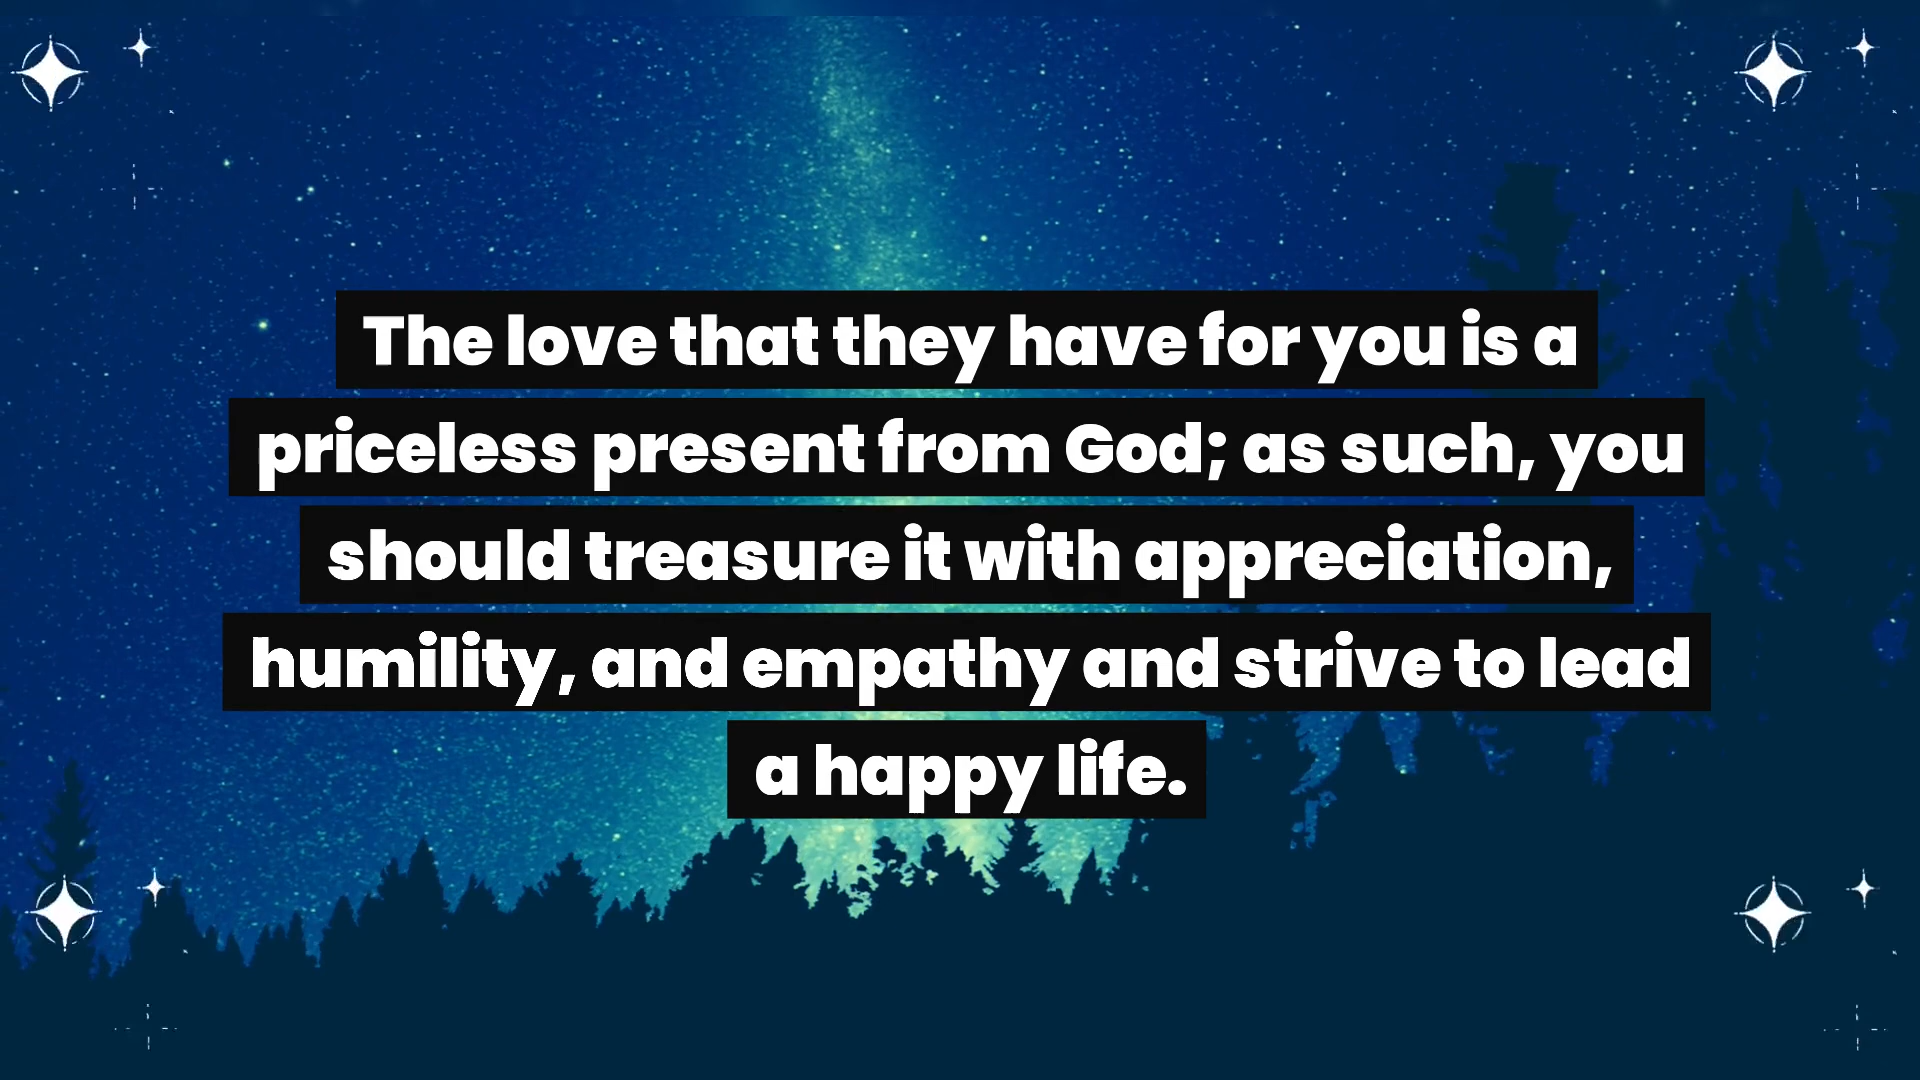 The love that they have for you is a
priceless present from God; as such, you
should treasure it with appreciation,
humility, and empathy and strive to lead
a happy life.